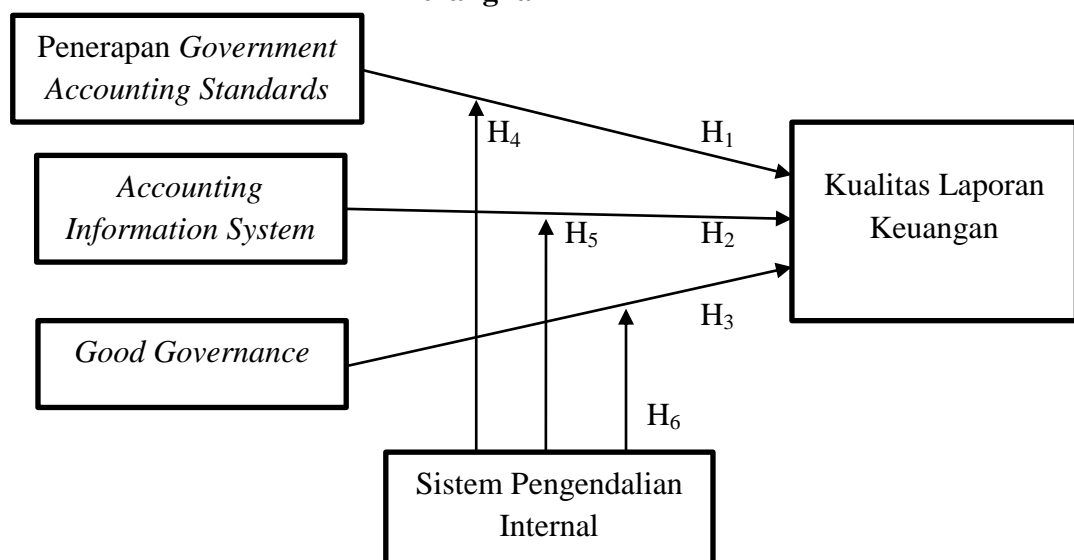 Penerapan Government
Accounting Standards
H4
H1
Kualitas Laporan
Keuangan
Accounting
Information System
H5
H2
H3
Good Governance
H6
Sistem Pengendalian
Internal